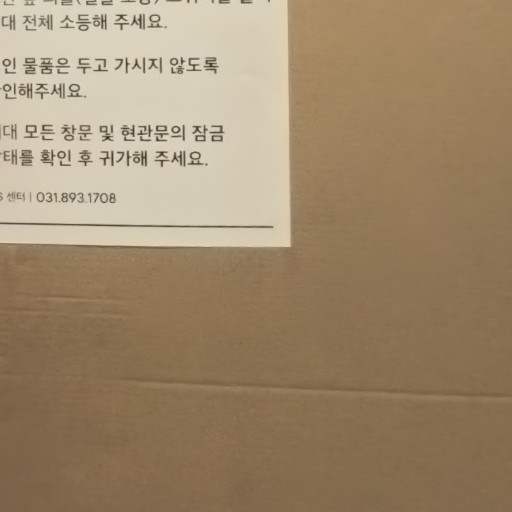 대 전체 소등해 주세요.
인 물품은 두고 가시지 않도록
인해주세요.
대 모든 창문 및 현관문의 잠금
태를 확인 후 귀가해 주세요.
센터 | 031.893.1708